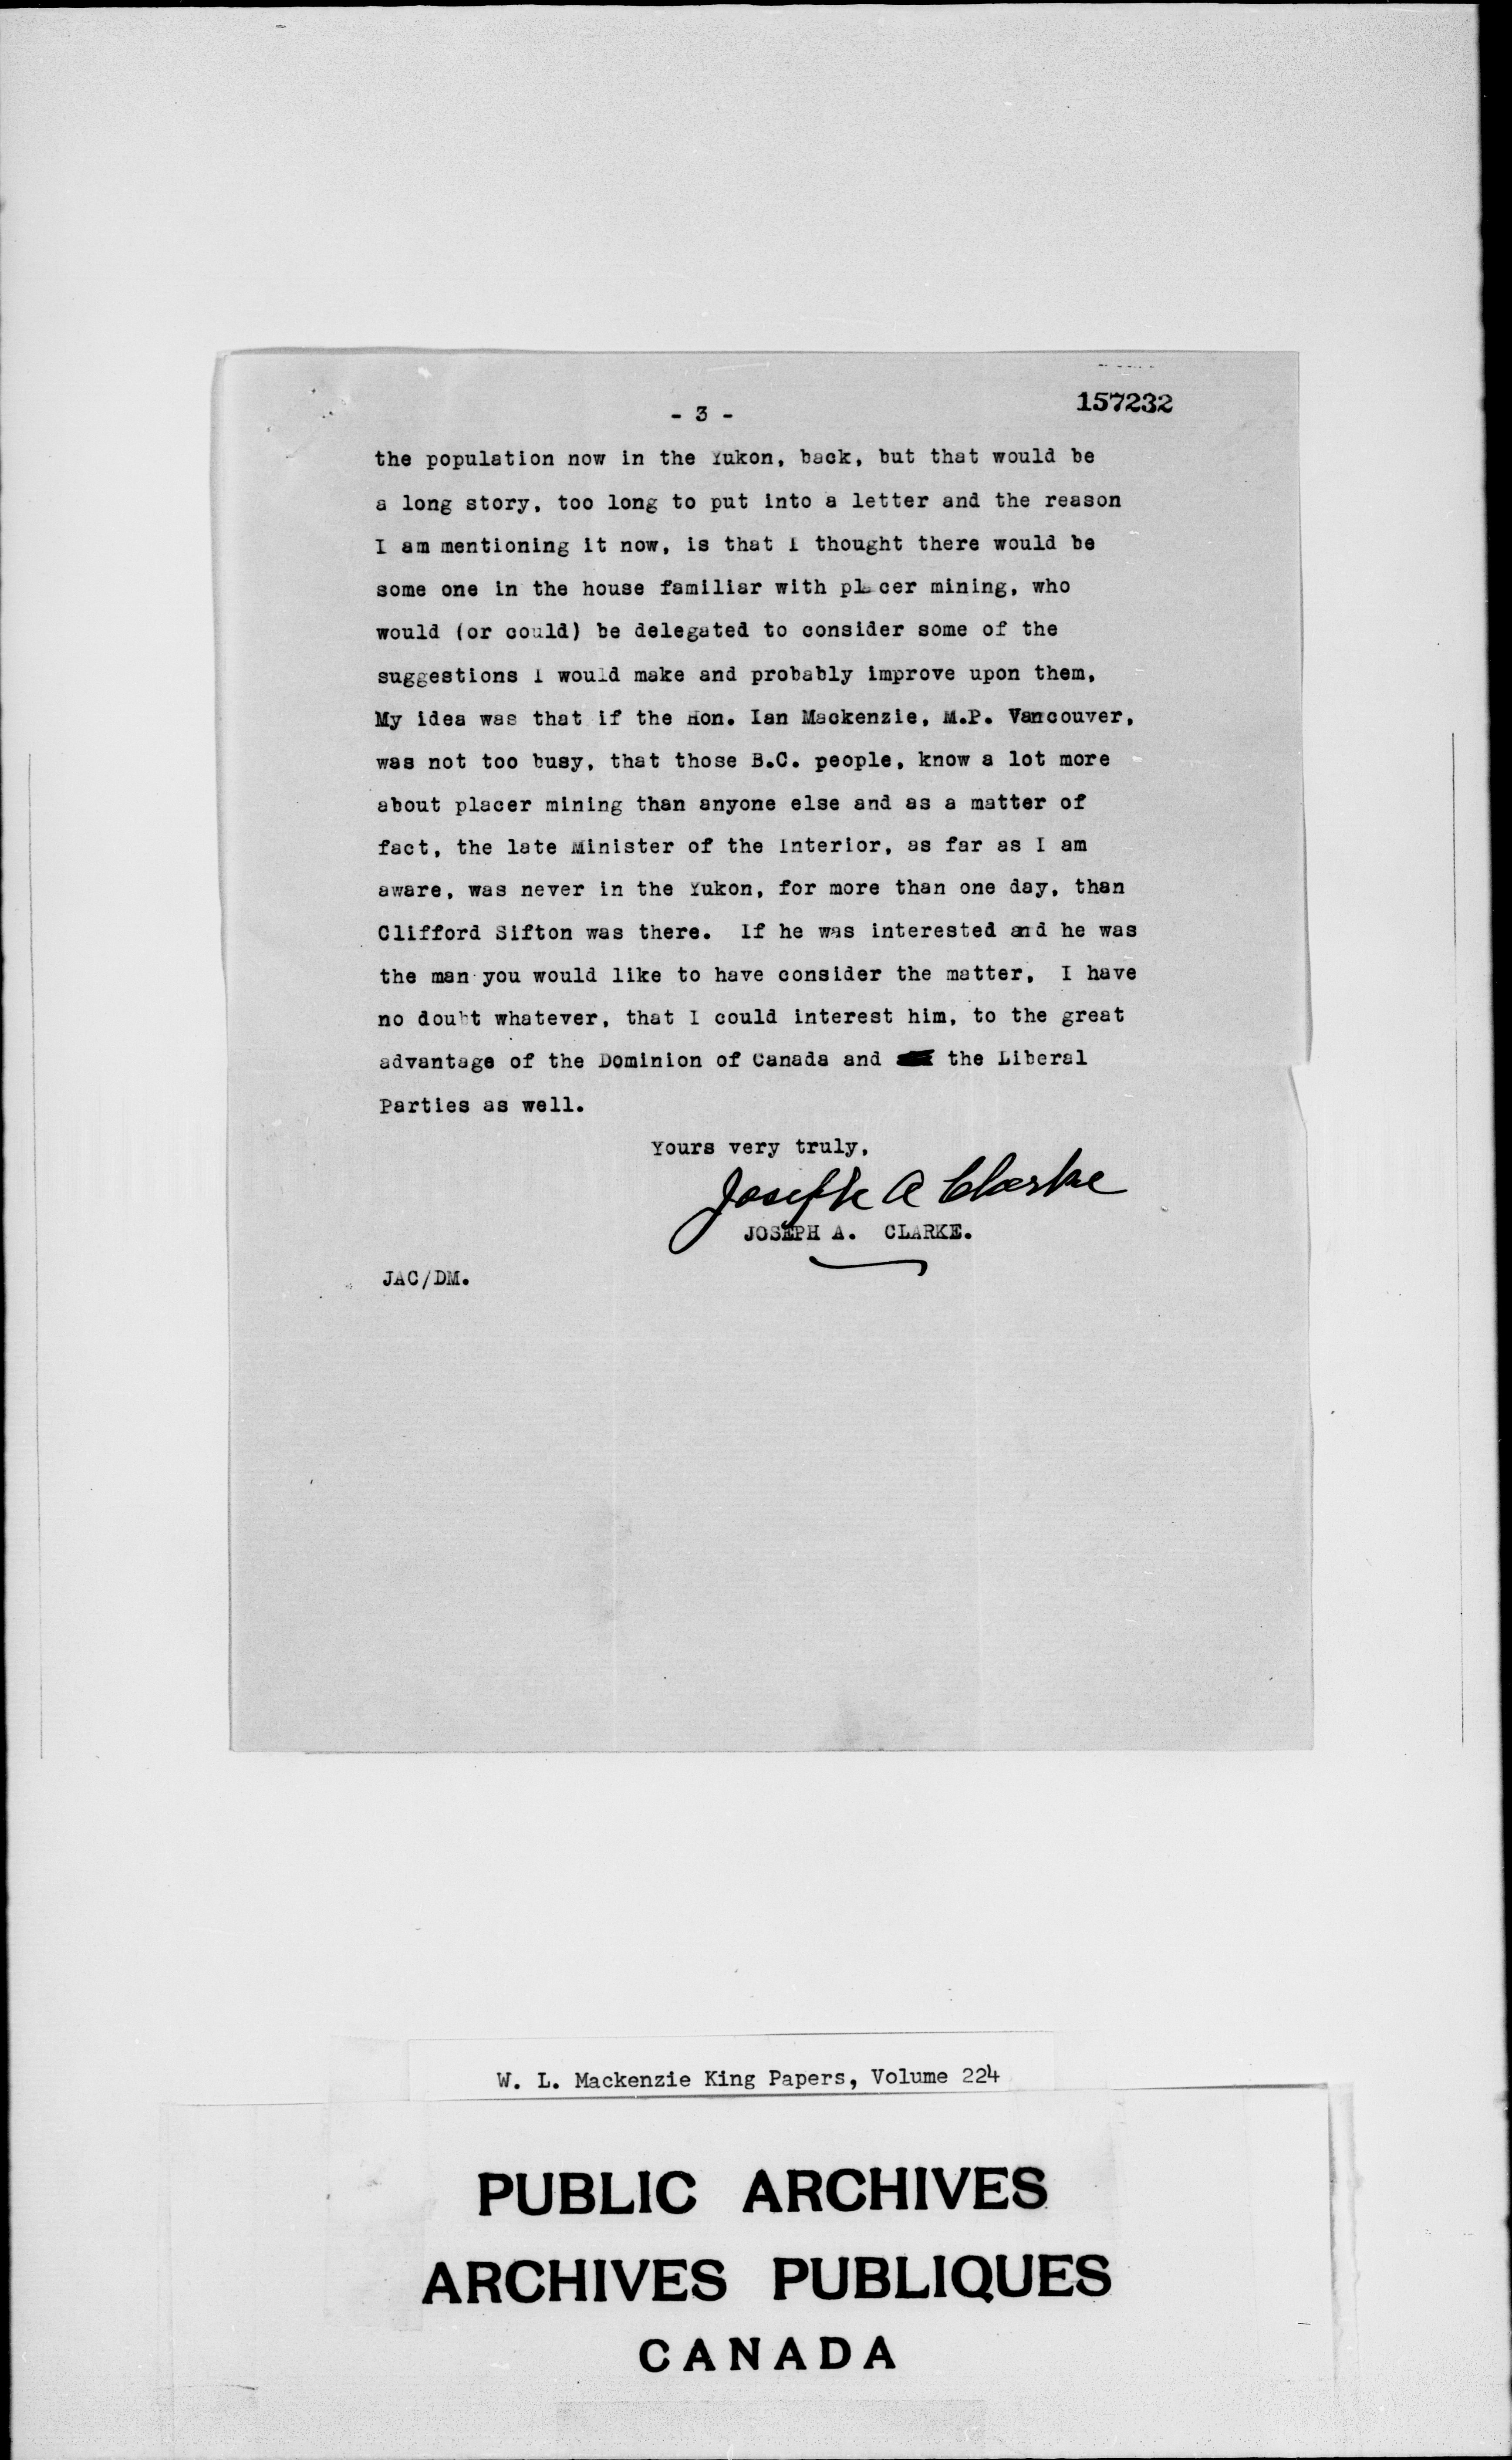 - 3 -
157232
the population now in the Yukon, back, but that would be
a long story, too long to put into a letter and the reason
I am mentioning it now, is that I thought there would be
some one in the house familiar with placer mining, who
would (or could) be delegated to consider some of the
suggestions I would make and probably improve upon them,
My idea was that if the Hon. Ian Mackenzie, M.P. Vancouver,
was not too busy, that those B.C. people, know a lot more
about placer mining than anyone else and as a matter of
fact, the late Minister of the Interior, as far as I am
aware, was never in the Yukon, for more than one day, than
Clifford Sifton was there. If he was interested and he was
the man you would like to have consider the matter, I have
no doubt whatever, that I could interest him, to the great
advantage of the Dominion of Canada and the Liberal
Parties as well.
Yours very truly,
Joseph A Clarke
JOSEPH A. CLARKE.
JAC/DM.
W. L. Mackenzie King Papers, Volume 224
PUBLIC ARCHIVES
ARCHIVES PUBLIQUES
CANADA